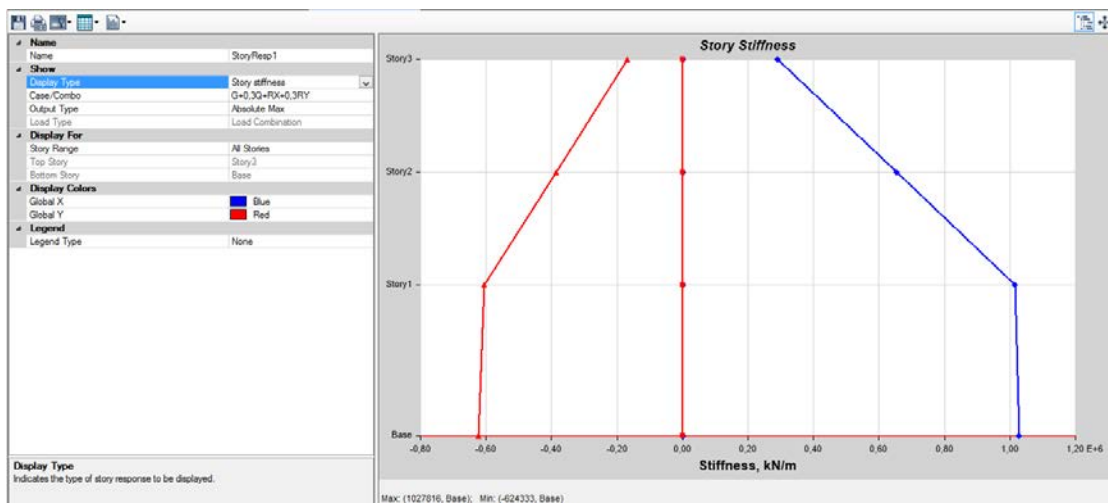 Name
Name StoryResp1
Show
Display Type Story stiffness
Case/Combo G+0,3Q+RX+0,3RY
Output Type Absolute Max
Load Type Load Combination
Display For
Story Range All Stories
Top Story Story3
Bottom Story Base
Display Colors
Global X Blue
Global Y Red
Legend
Legend Type None
Display Type
Indicates the type of story response to be displayed.
Story Stiffness
Story3
Story2
Story1
Base
-0,80 -0,60 -0,40 -0,20 0,00 0,20 0,40 0,60 0,80 1,00 1,20 E+6
Stiffness, kN/m
Max: (1027816, Base); Min: (-624333, Base)